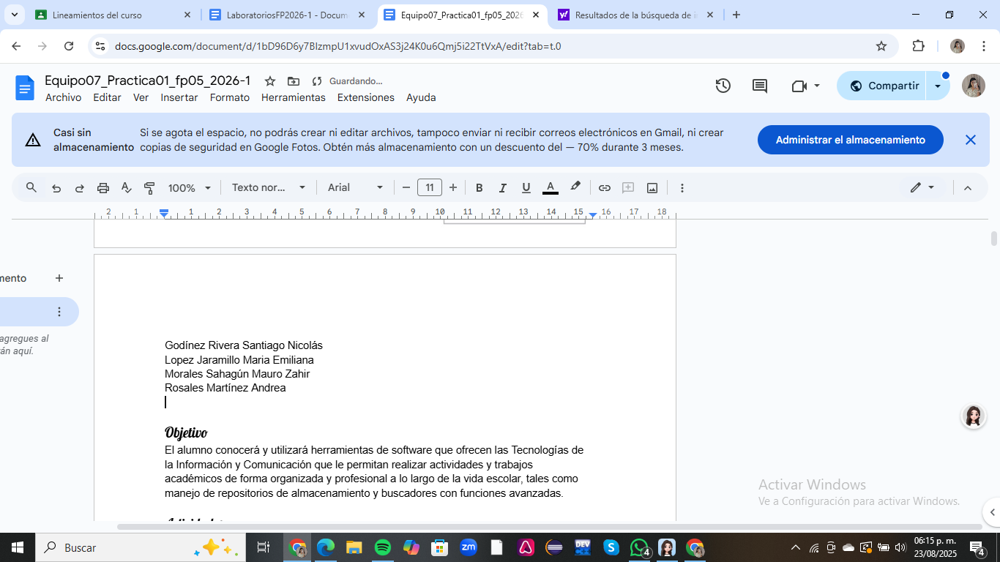 Lineamientos del curso
LaboratoriosFP2026-1 - Docum
Equipo07_Practica01_fp05_2026
Resultados de la búsqueda de i
docs.google.com/document/d/1bD96D6y7BIzmpU1xvudOxAS3j24K0u6Qmj5i22TtVxA/edit?tab=t.0
Equipo07_Practica01_fp05_2026-1
Guardando...
Archivo Editar Ver Insertar Formato Herramientas Extensiones Ayuda
Compartir
Casi sin almacenamiento
Si se agota el espacio, no podrás crear ni editar archivos, tampoco enviar ni recibir correos electrónicos en Gmail, ni crear
copias de seguridad en Google Fotos. Obtén más almacenamiento con un descuento del — 70% durante 3 meses.
Administrar el almacenamiento
100% Texto nor... Arial 11 B I U A
2 1 1 2 3 4 5 6 7 8 9 10 11 12 13 14 15 16 17 18
mento
agregues al
rán aquí.
Godínez Rivera Santiago Nicolás
Lopez Jaramillo Maria Emiliana
Morales Sahagún Mauro Zahir
Rosales Martínez Andrea
Objetivo
El alumno conocerá y utilizará herramientas de software que ofrecen las Tecnologías de
la Información y Comunicación que le permitan realizar actividades y trabajos
académicos de forma organizada y profesional a lo largo de la vida escolar, tales como
manejo de repositorios de almacenamiento y buscadores con funciones avanzadas.
Activar Windows
Ve a Configuración para activar Windows.
Buscar
zm
DEV
4
06:15 p. m.
23/08/2025
4